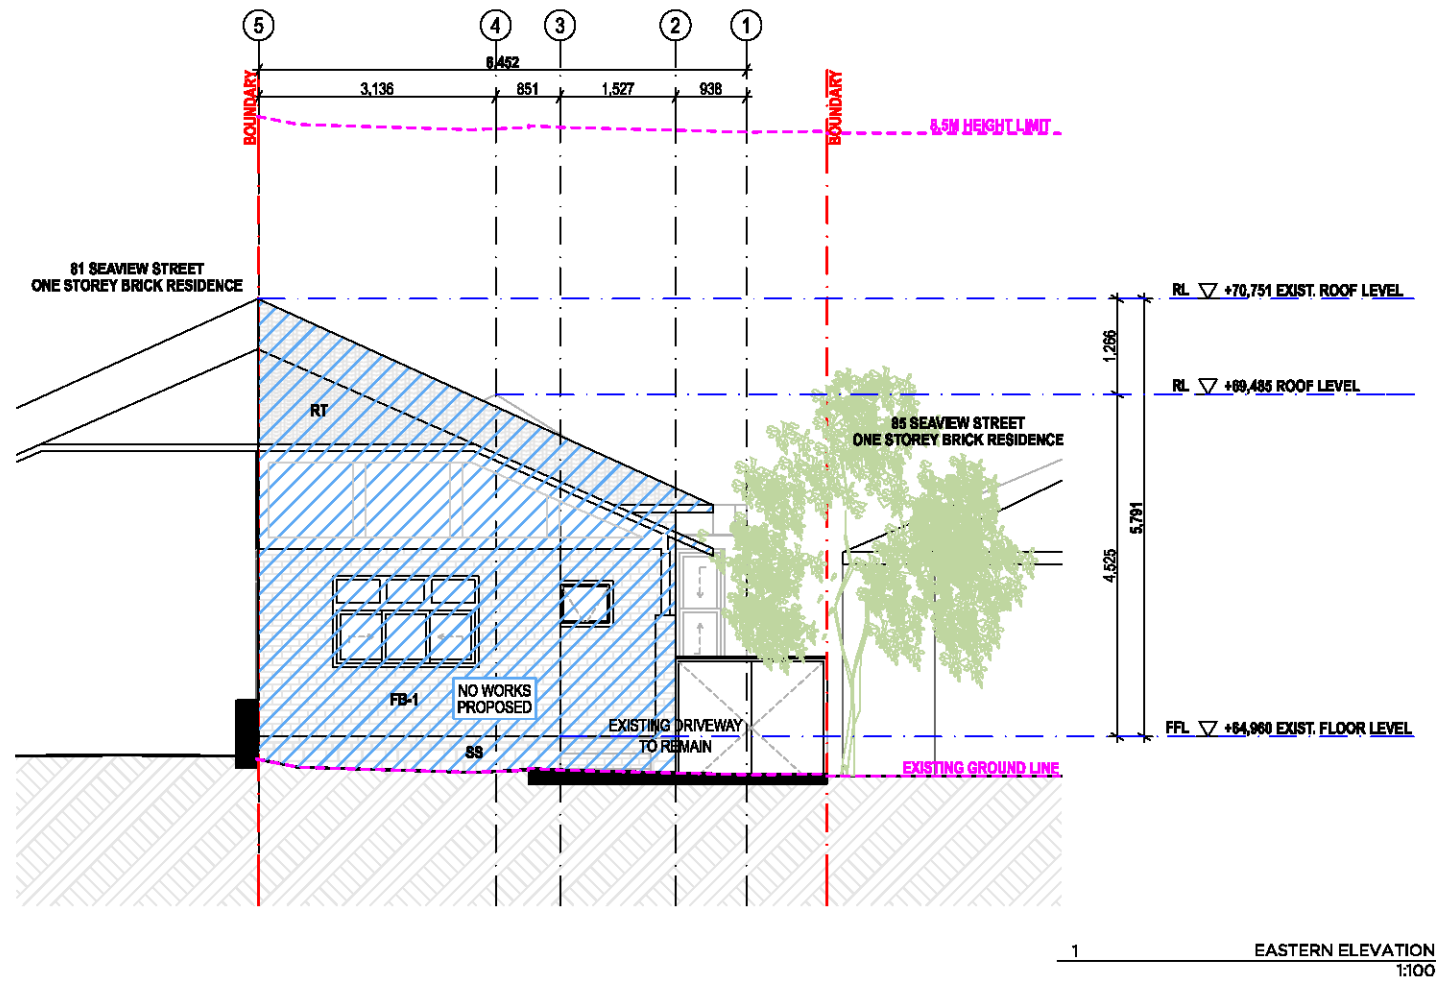 5 4 3 2 1
6,452
3,136 851 1,527 938
BOUNDARY
BOUNDARY
8.5M HEIGHT LIMIT
81 SEAVIEW STREET
ONE STOREY BRICK RESIDENCE
RL +70,751 EXIST. ROOF LEVEL
1,266
RL +69,485 ROOF LEVEL
RT
85 SEAVIEW STREET
ONE STOREY BRICK RESIDENCE
5,791
4,525
FB-1
NO WORKS
PROPOSED
EXISTING DRIVEWAY
TO REMAIN
SS
FFL +64,960 EXIST. FLOOR LEVEL
EXISTING GROUND LINE
1 EASTERN ELEVATION
1:100